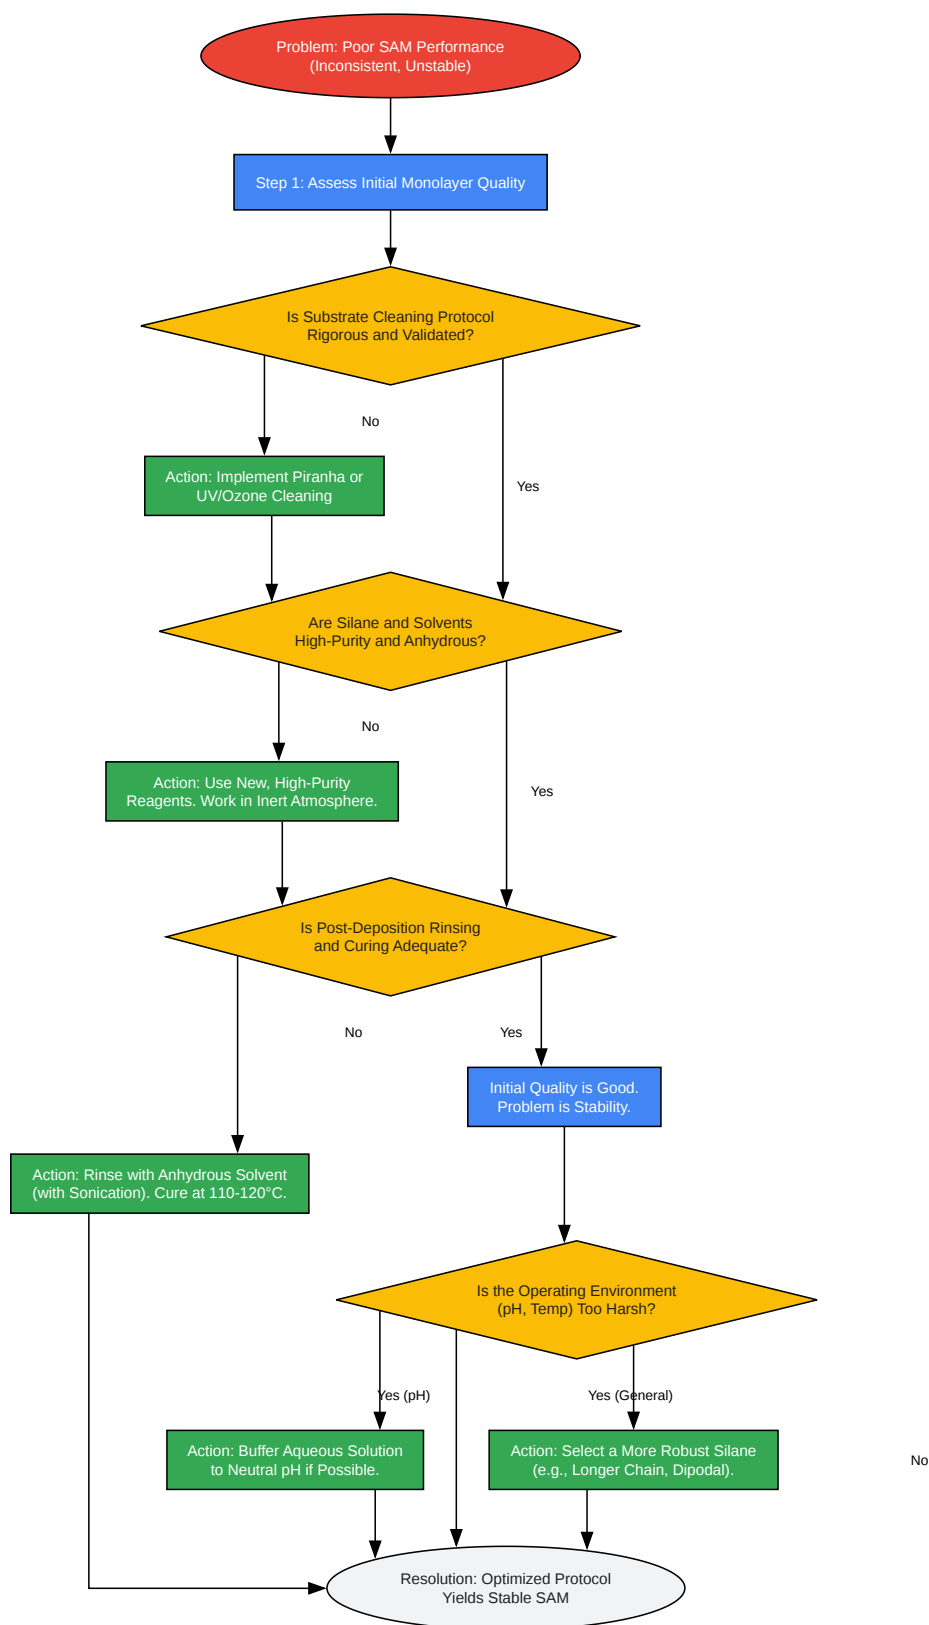 Problem: Poor SAM Performance
(Inconsistent, Unstable)
Step 1: Assess Initial Monolayer Quality
Is Substrate Cleaning Protocol
Rigorous and Validated?
No
Action: Implement Piranha or
UV/Ozone Cleaning
Yes
Are Silane and Solvents
High-Purity and Anhydrous?
No
Action: Use New, High-Purity
Reagents. Work in Inert Atmosphere.
Yes
Is Post-Deposition Rinsing
and Curing Adequate?
No
Yes
Initial Quality is Good.
Problem is Stability.
Action: Rinse with Anhydrous Solvent
(with Sonication). Cure at 110-120°C.
Is the Operating Environment
(pH, Temp) Too Harsh?
Yes (pH)
Yes (General)
Action: Buffer Aqueous Solution
to Neutral pH if Possible.
Action: Select a More Robust Silane
(e.g., Longer Chain, Dipodal).
No
Resolution: Optimized Protocol
Yields Stable SAM